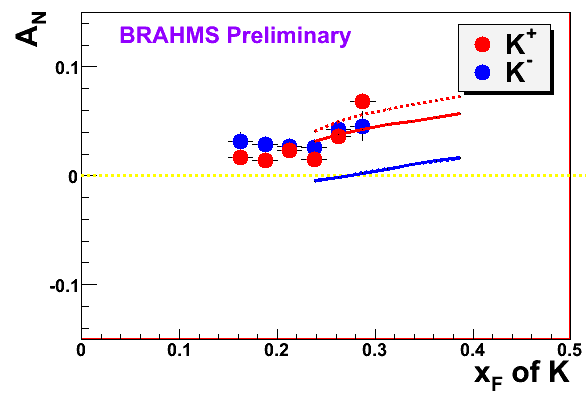 A_N
BRAHMS Preliminary
K^+
K^-
0.1
0
-0.1
0 0.1 0.2 0.3 0.4 0.5
x_F of K